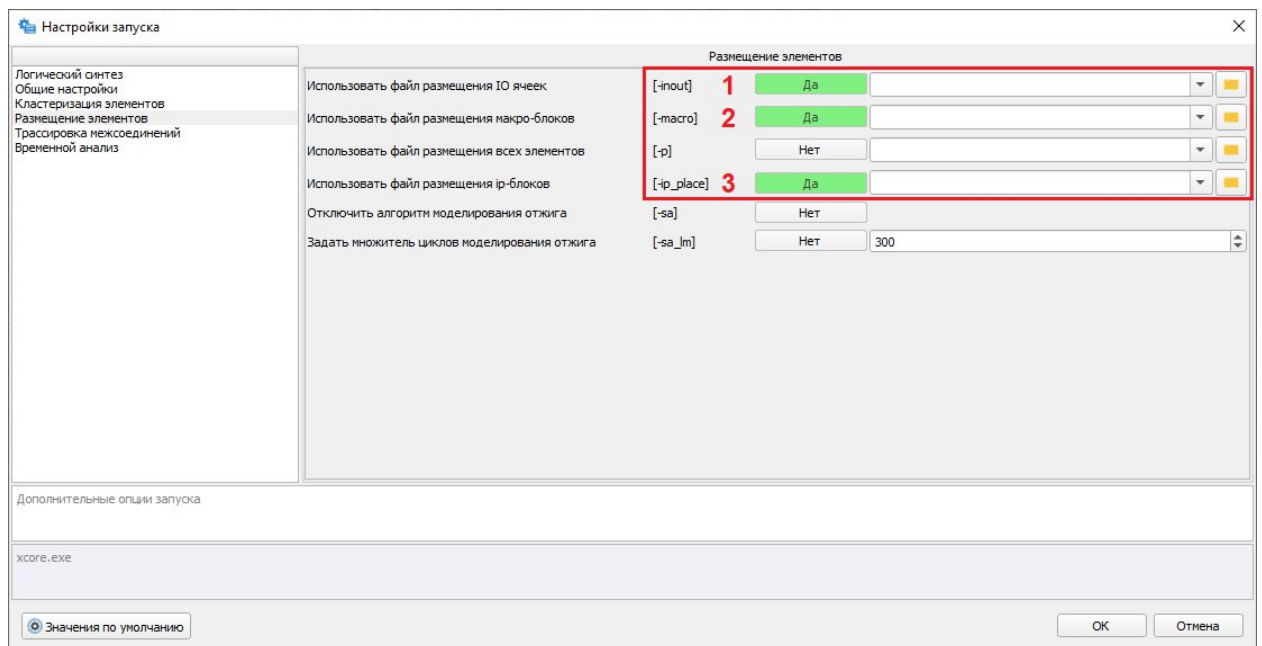 Настройки запуска
Размещение элементов
Логический синтез
Общие настройки
Кластеризация элементов
Размещение элементов
Трассировка межсоединений
Временной анализ
Использовать файл размещения IO ячеек [-inout] 1 Да
Использовать файл размещения макро-блоков [-macro] 2 Да
Использовать файл размещения всех элементов [-p] Нет
Использовать файл размещения ip-блоков [-ip_place] 3 Да
Отключить алгоритм моделирования отжига [-sa] Нет
Задать множитель циклов моделирования отжига [-sa_lm] Нет 300
Дополнительные опции запуска
xcore.exe
Значения по умолчанию OK Отмена